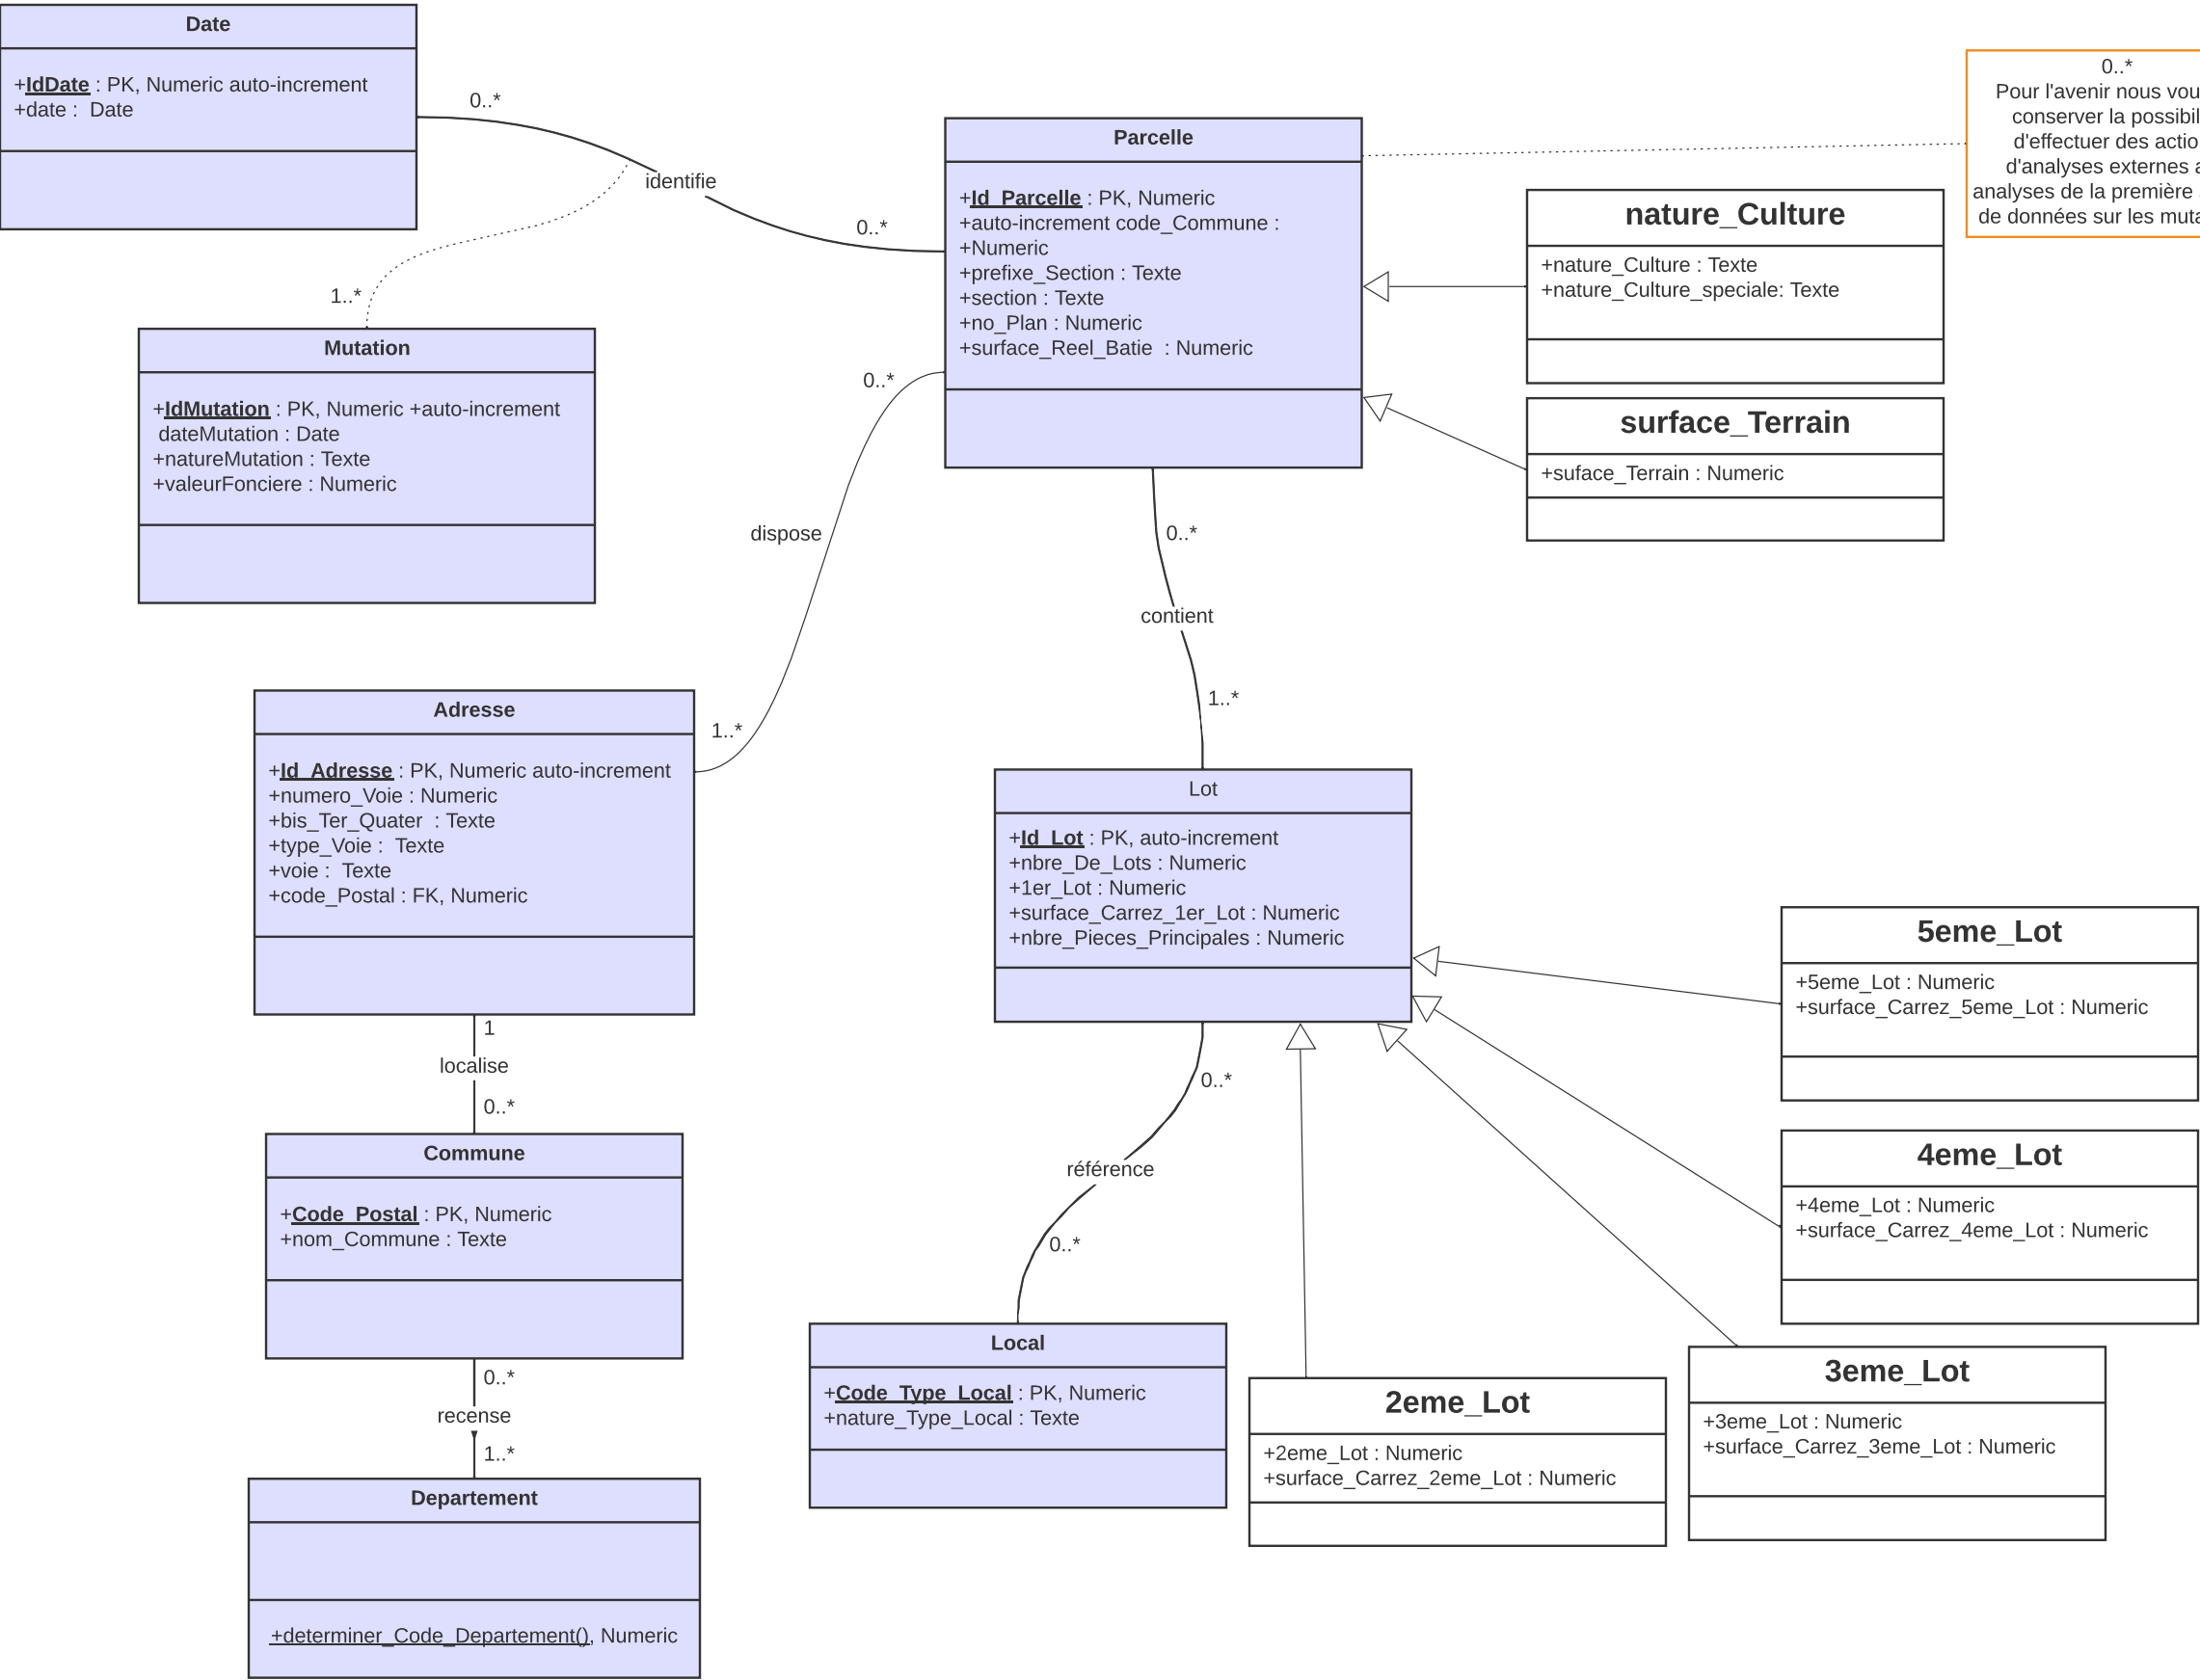 Date
+IdDate : PK, Numeric auto-increment
+date :  Date
0..*
identifie
0..*
1..*
Mutation
+IdMutation : PK, Numeric +auto-increment
dateMutation : Date
+natureMutation : Texte
+valeurFonciere : Numeric
Parcelle
+Id_Parcelle : PK, Numeric
+auto-increment code_Commune :
+Numeric
+prefixe_Section : Texte
+section : Texte
+no_Plan : Numeric
+surface_Reel_Batie  : Numeric
0..*
Pour l'avenir nous vou
conserver la possibil
d'effectuer des actio
d'analyses externes a
analyses de la première
de données sur les muta
nature_Culture
+nature_Culture : Texte
+nature_Culture_speciale: Texte
surface_Terrain
+suface_Terrain : Numeric
0..*
dispose
1..*
0..*
contient
1..*
Adresse
+Id_Adresse : PK, Numeric auto-increment
+numero_Voie : Numeric
+bis_Ter_Quater  : Texte
+type_Voie :  Texte
+voie :  Texte
+code_Postal : FK, Numeric
1
localise
0..*
Commune
+Code_Postal : PK, Numeric
+nom_Commune : Texte
0..*
recense
1..*
Departement
+determiner_Code_Departement(), Numeric
Lot
+Id_Lot : PK, auto-increment
+nbre_De_Lots : Numeric
+1er_Lot : Numeric
+surface_Carrez_1er_Lot : Numeric
+nbre_Pieces_Principales : Numeric
0..*
référence
0..*
Local
+Code_Type_Local : PK, Numeric
+nature_Type_Local : Texte
5eme_Lot
+5eme_Lot : Numeric
+surface_Carrez_5eme_Lot : Numeric
4eme_Lot
+4eme_Lot : Numeric
+surface_Carrez_4eme_Lot : Numeric
3eme_Lot
+3eme_Lot : Numeric
+surface_Carrez_3eme_Lot : Numeric
2eme_Lot
+2eme_Lot : Numeric
+surface_Carrez_2eme_Lot : Numeric